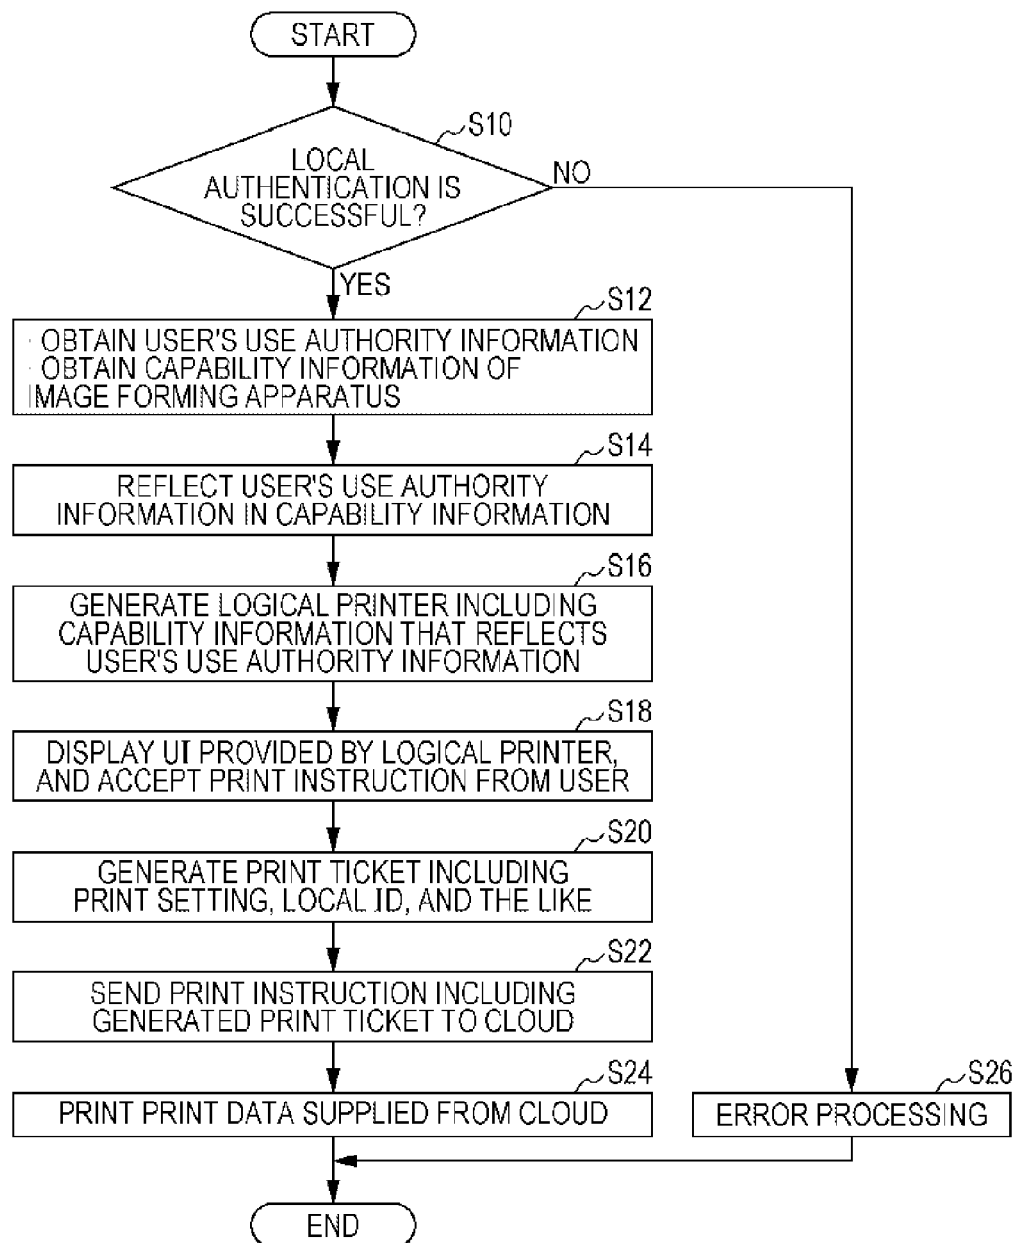 START
S10
LOCAL
AUTHENTICATION IS
SUCCESSFUL?
NO
YES
S12
· OBTAIN USER'S USE AUTHORITY INFORMATION
· OBTAIN CAPABILITY INFORMATION OF
IMAGE FORMING APPARATUS
S14
REFLECT USER'S USE AUTHORITY
INFORMATION IN CAPABILITY INFORMATION
S16
GENERATE LOGICAL PRINTER INCLUDING
CAPABILITY INFORMATION THAT REFLECTS
USER'S USE AUTHORITY INFORMATION
S18
DISPLAY UI PROVIDED BY LOGICAL PRINTER,
AND ACCEPT PRINT INSTRUCTION FROM USER
S20
GENERATE PRINT TICKET INCLUDING
PRINT SETTING, LOCAL ID, AND THE LIKE
S22
SEND PRINT INSTRUCTION INCLUDING
GENERATED PRINT TICKET TO CLOUD
S24
PRINT PRINT DATA SUPPLIED FROM CLOUD
S26
ERROR PROCESSING
END